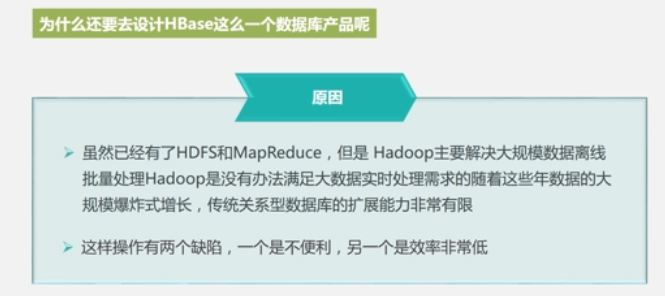 为什么还要去设计HBase这么一个数据库产品呢
原因
虽然已经有了HDFS和MapReduce，但是 Hadoop主要解决大规模数据离线
批量处理Hadoop是没有办法满足大数据实时处理需求的随着这些年数据的大
规模爆炸式增长，传统关系型数据库的扩展能力非常有限
这样操作有两个缺陷，一个是不便利，另一个是效率非常低